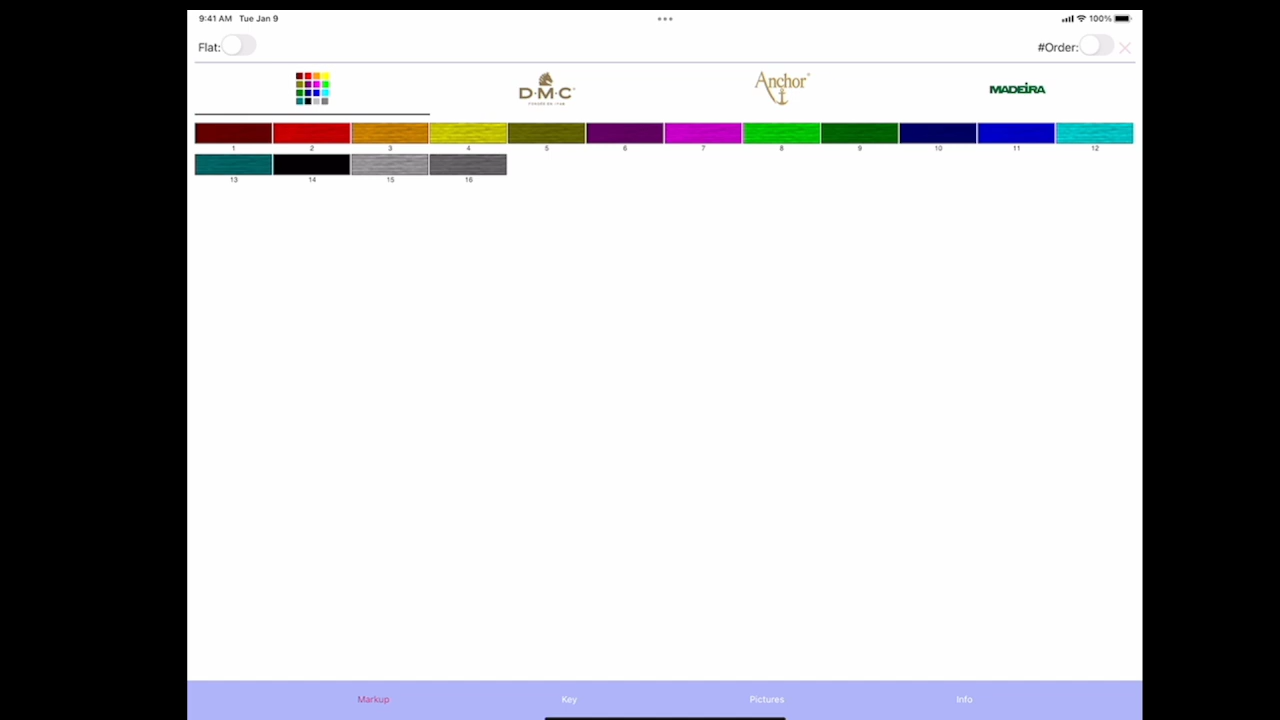 9:41 AM Tue Jan 9
100%
Flat:
#Order:
D·M·C
Anchor
MADEIRA
1 2 3 4 5 6 7 8 9 10 11 12
13 14 15 16
Markup Key Pictures Info